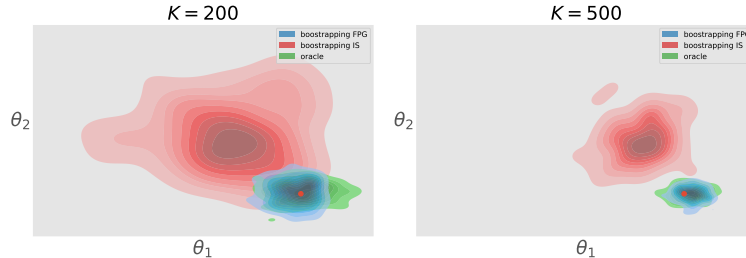 K = 200
boostrapping FPG
boostrapping IS
oracle
θ2
θ1
K = 500
boostrapping FPG
boostrapping IS
oracle
θ2
θ1